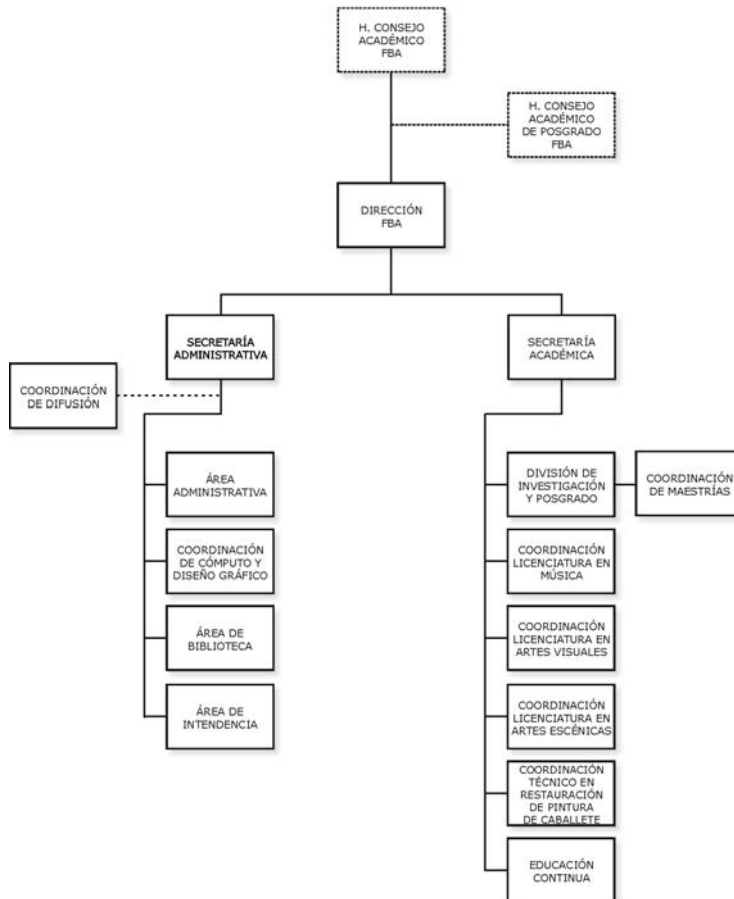 H. CONSEJO
ACADÉMICO
FBA
H. CONSEJO
ACADÉMICO
DE POSGRADO
FBA
DIRECCIÓN
FBA
SECRETARÍA
ADMINISTRATIVA
SECRETARÍA
ACADÉMICA
COORDINACIÓN
DE DIFUSIÓN
ÁREA
ADMINISTRATIVA
COORDINACIÓN
DE CÓMPUTO Y
DISEÑO GRÁFICO
ÁREA DE
BIBLIOTECA
ÁREA DE
INTENDENCIA
DIVISIÓN DE
INVESTIGACIÓN
Y POSGRADO
COORDINACIÓN
DE MAESTRÍAS
COORDINACIÓN
LICENCIATURA EN
MÚSICA
COORDINACIÓN
LICENCIATURA EN
ARTES VISUALES
COORDINACIÓN
LICENCIATURA EN
ARTES ESCÉNICAS
COORDINACIÓN
TÉCNICO EN
RESTAURACIÓN
DE PINTURA
DE CABALLETE
EDUCACIÓN
CONTINUA